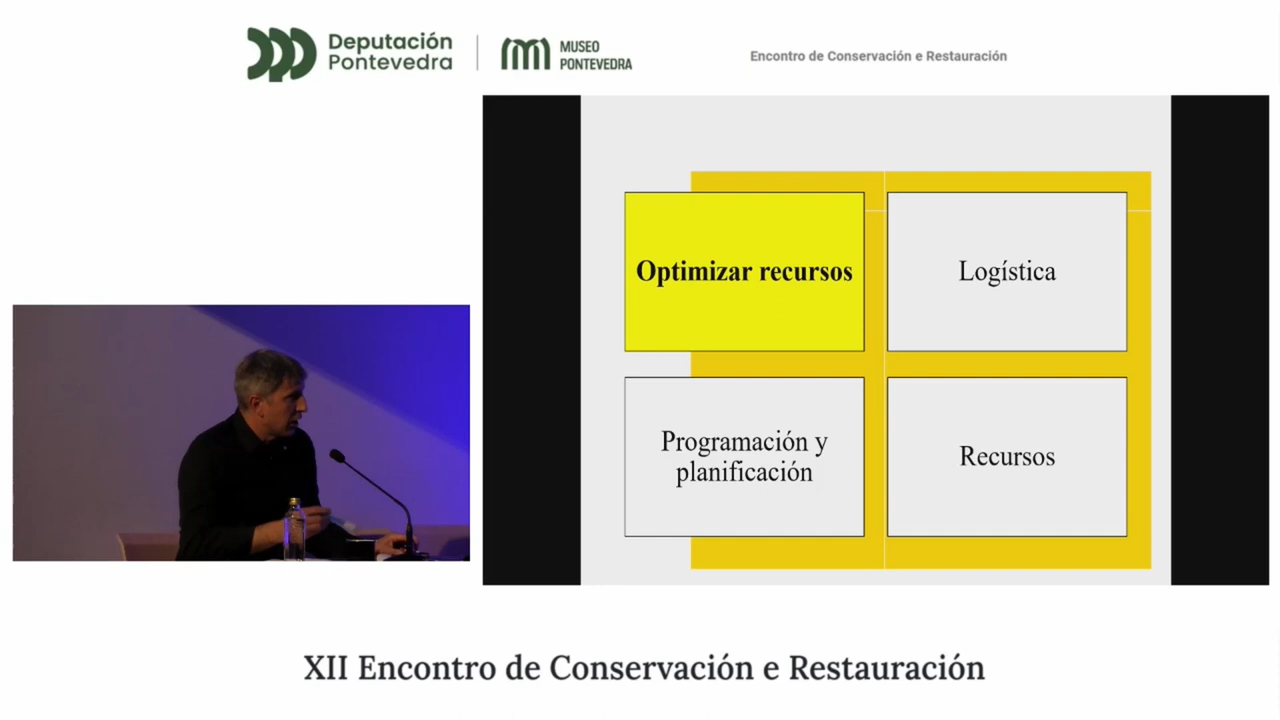 Deputación
Pontevedra
MUSEO
PONTEVEDRA
Encontro de Conservación e Restauración
Optimizar recursos
Logística
Programación y
planificación
Recursos
XII Encontro de Conservación e Restauración